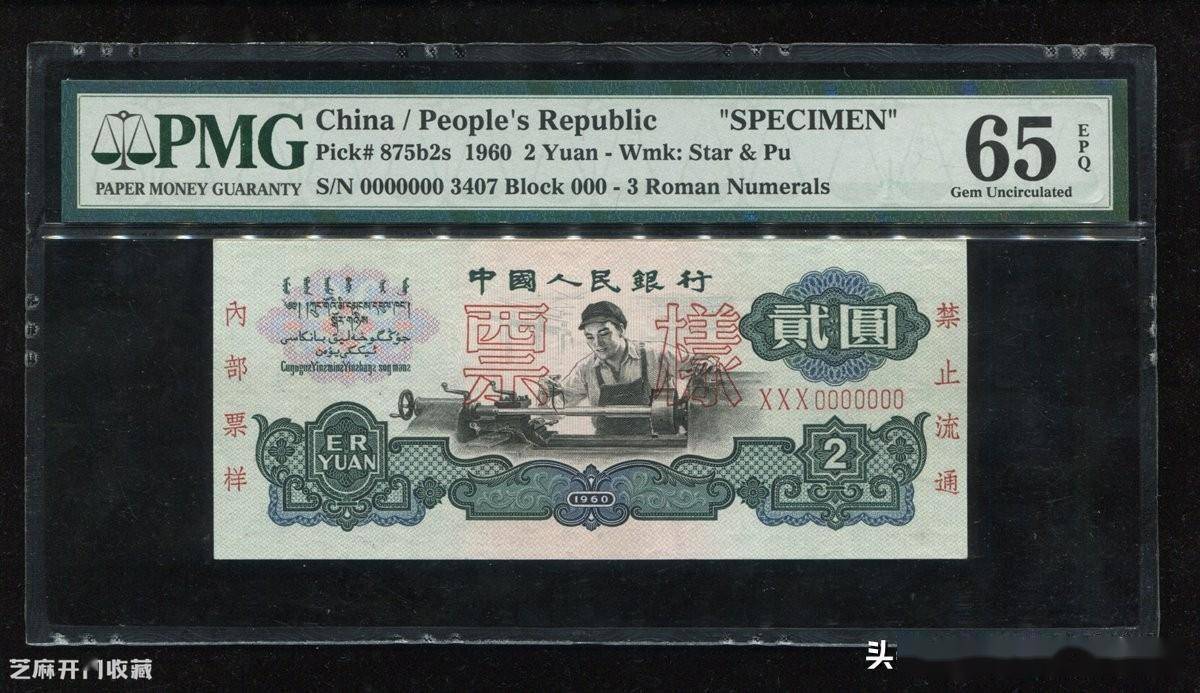 PMG
PAPER MONEY GUARANTY
China / People's Republic "SPECIMEN"
Pick# 875b2s 1960 2 Yuan - Wmk: Star & Pu
S/N 0000000 3407 Block 000 - 3 Roman Numerals
65
EPQ
Gem Uncirculated
中國人民銀行
貳圓
票樣
XXX0000000
內部票样
禁止流通
ER
YUAN
2
1960
芝麻开门收藏
头